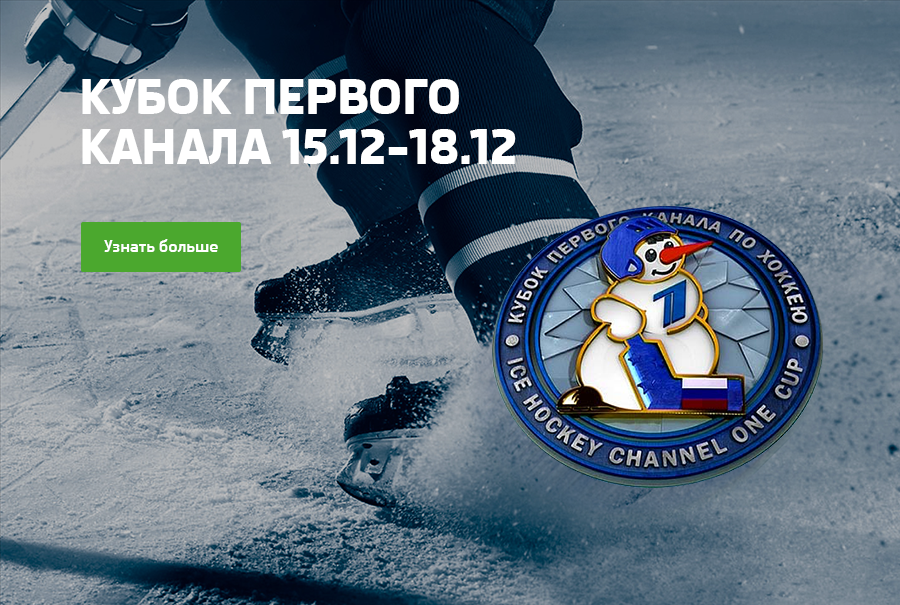 КУБОК ПЕРВОГО
КАНАЛА 15.12-18.12
Узнать больше
КУБОК ПЕРВОГО КАНАЛА ПО ХОККЕЮ
1
ICE HOCKEY CHANNEL ONE CUP